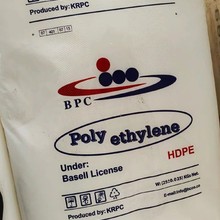 Produced by: KRPC
BPC
Poly ethylene
HDPE
Under:
Basell License
Produced by: KRPC